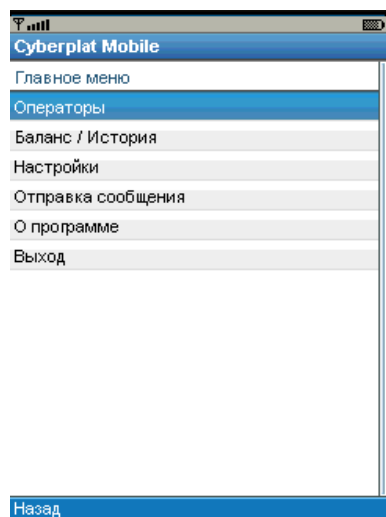 Cyberplat Mobile
Главное меню
Операторы
Баланс / История
Настройки
Отправка сообщения
О программе
Выход
Назад